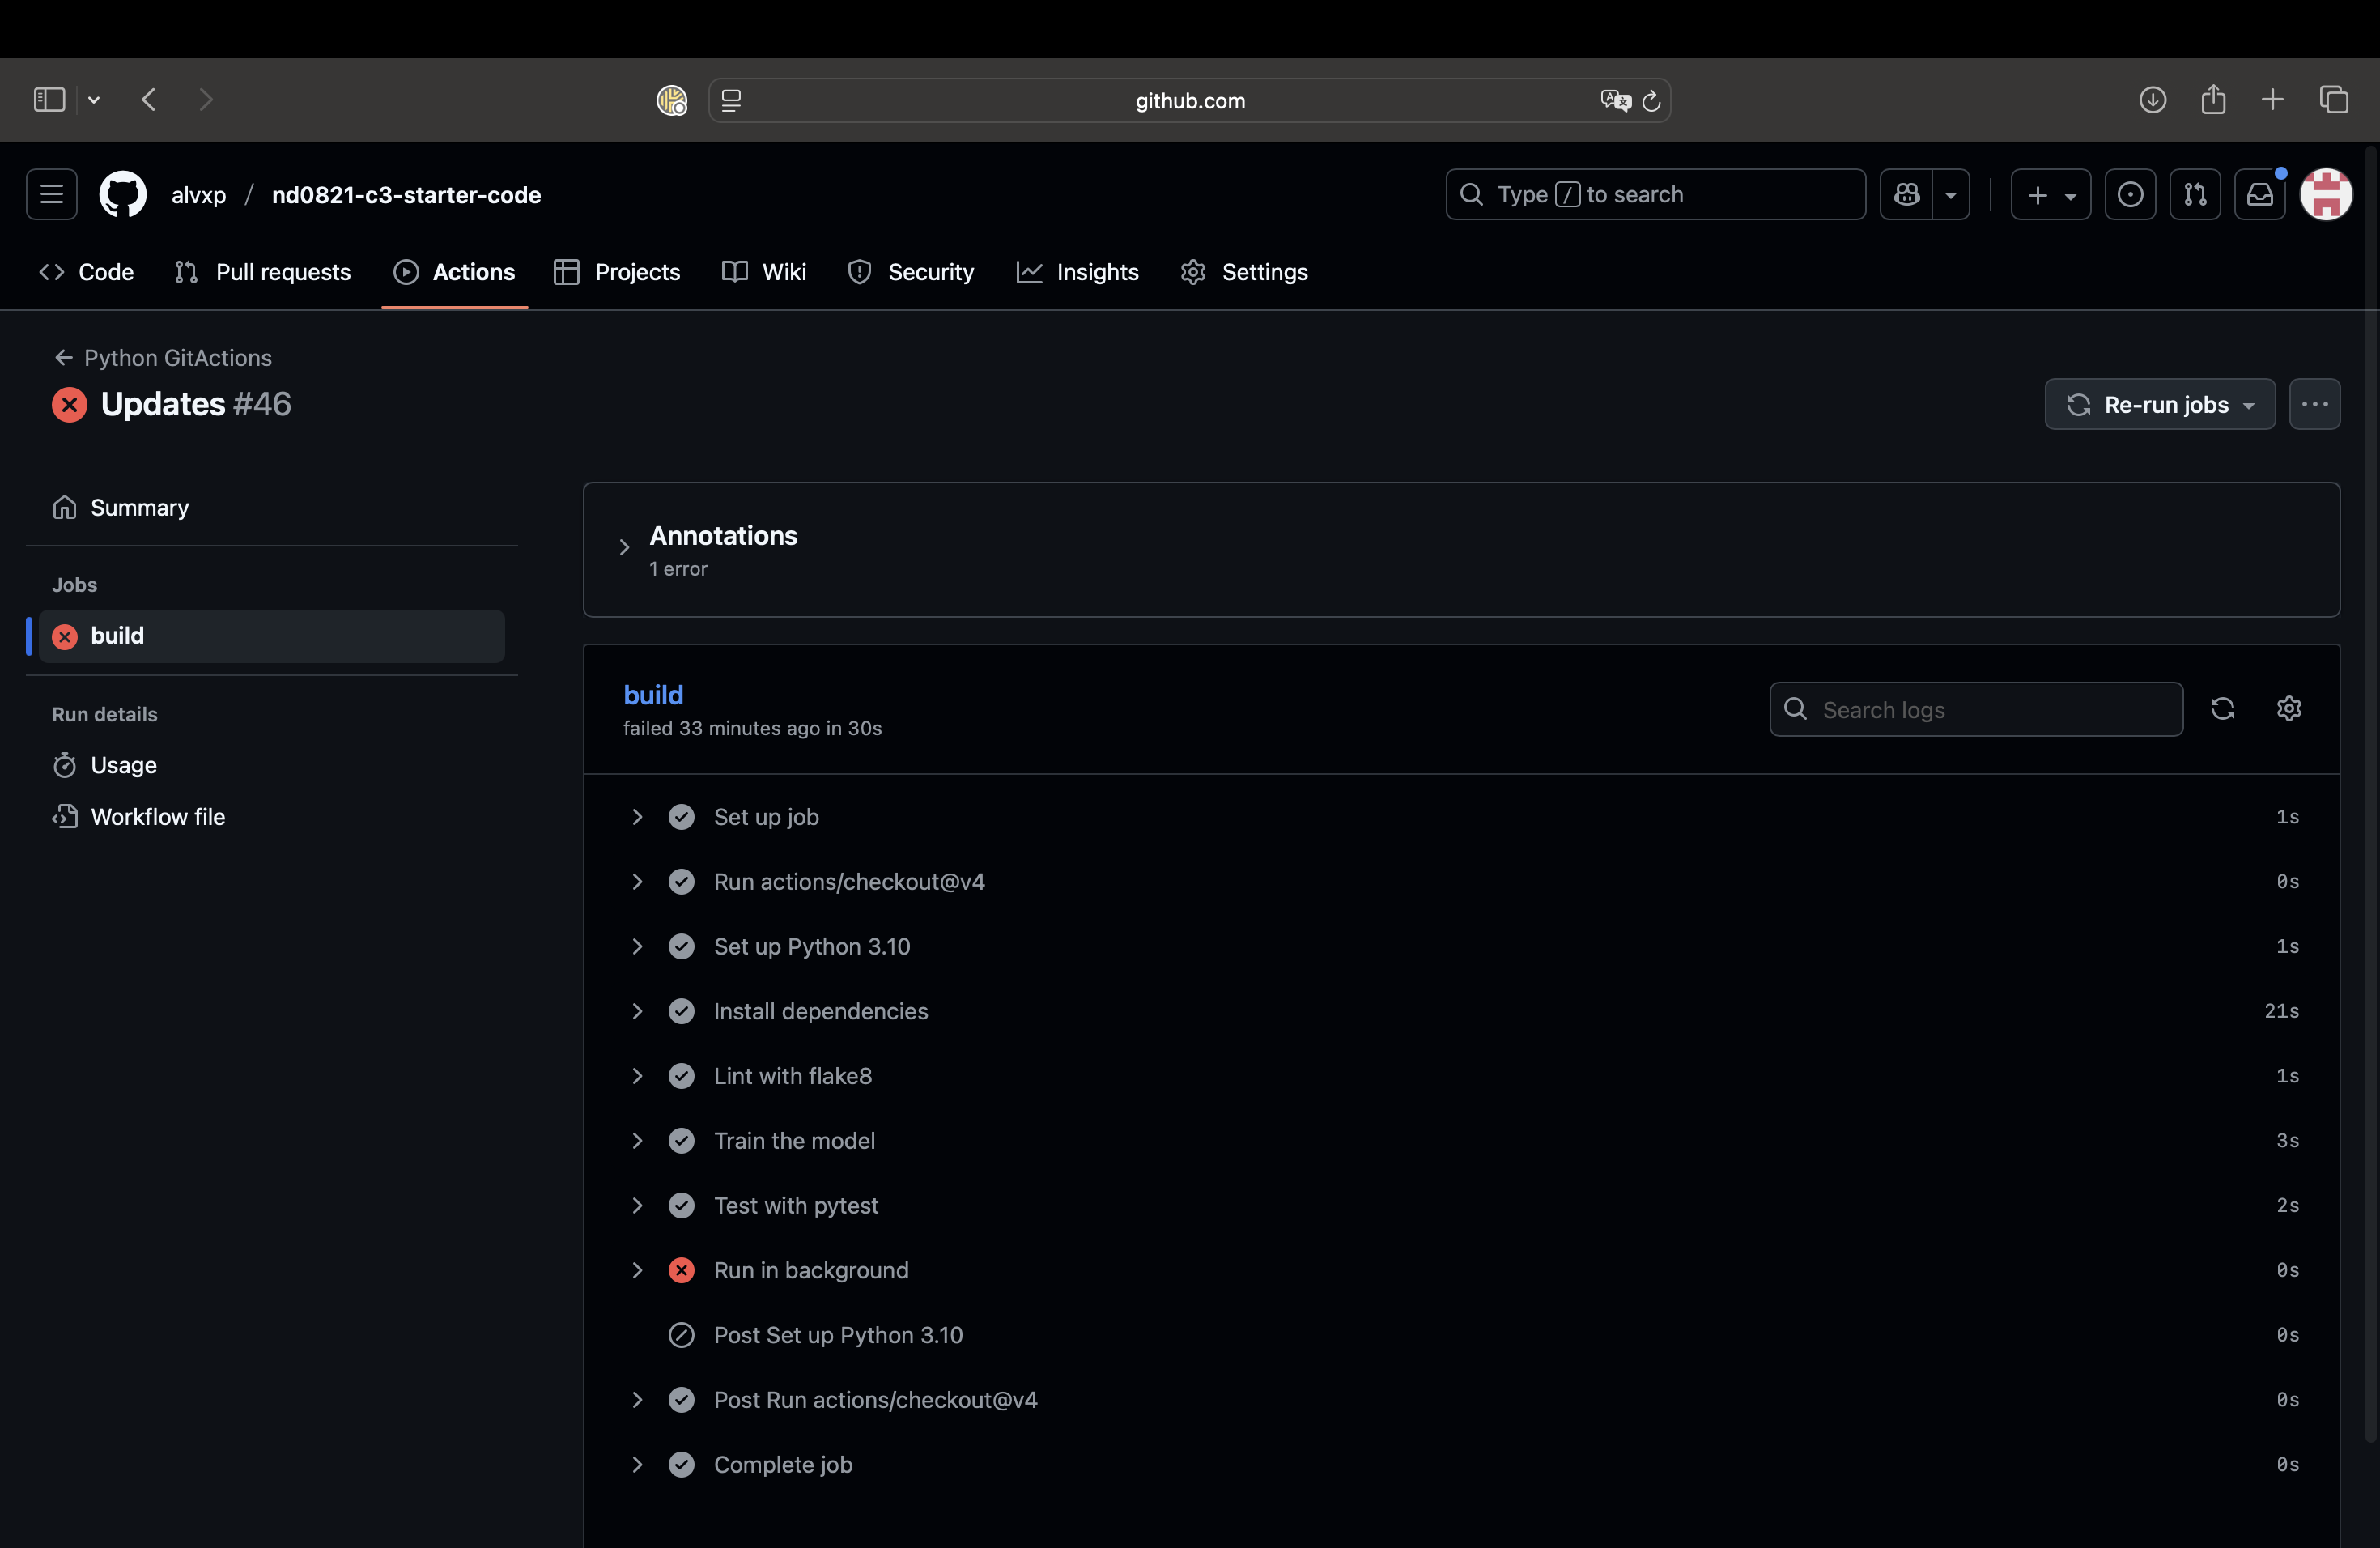 github.com
alvxp / nd0821-c3-starter-code
Type / to search
Code Pull requests Actions Projects Wiki Security Insights Settings
Python GitActions
Updates #46
Re-run jobs
Summary
Jobs
build
Run details
Usage
Workflow file
Annotations
1 error
build
failed 33 minutes ago in 30s
Search logs
Set up job 1s
Run actions/checkout@v4 0s
Set up Python 3.10 1s
Install dependencies 21s
Lint with flake8 1s
Train the model 3s
Test with pytest 2s
Run in background 0s
Post Set up Python 3.10 0s
Post Run actions/checkout@v4 0s
Complete job 0s